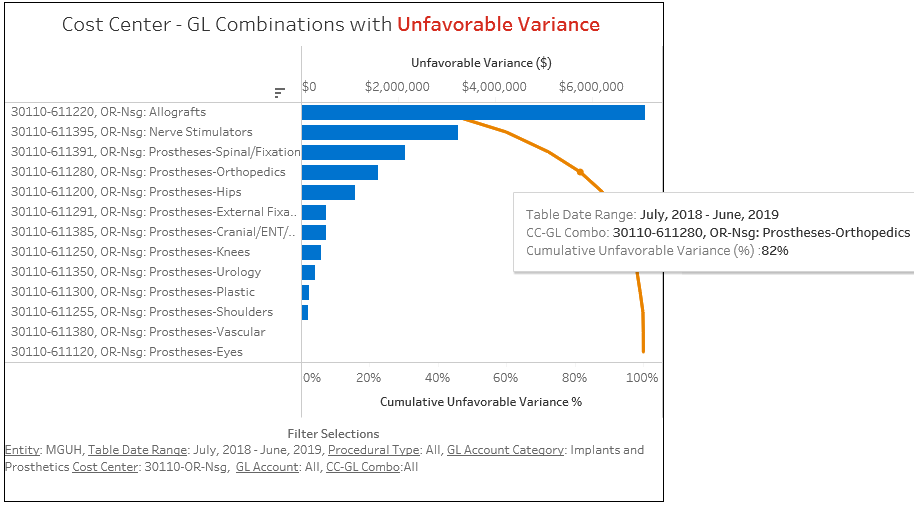 Cost Center - GL Combinations with Unfavorable Variance
Unfavorable Variance ($)
$0 $2,000,000 $4,000,000 $6,000,000
30110-611220, OR-Nsg: Allografts
30110-611395, OR-Nsg: Nerve Stimulators
30110-611391, OR-Nsg: Prostheses-Spinal/Fixation
30110-611280, OR-Nsg: Prostheses-Orthopedics
30110-611200, OR-Nsg: Prostheses-Hips
30110-611291, OR-Nsg: Prostheses-External Fixa..
30110-611385, OR-Nsg: Prostheses-Cranial/ENT/..
30110-611250, OR-Nsg: Prostheses-Knees
30110-611350, OR-Nsg: Prostheses-Urology
30110-611300, OR-Nsg: Prostheses-Plastic
30110-611255, OR-Nsg: Prostheses-Shoulders
30110-611380, OR-Nsg: Prostheses-Vascular
30110-611120, OR-Nsg: Prostheses-Eyes
Table Date Range: July, 2018 - June, 2019
CC-GL Combo: 30110-611280, OR-Nsg: Prostheses-Orthopedics
Cumulative Unfavorable Variance (%) :82%
0% 20% 40% 60% 80% 100%
Cumulative Unfavorable Variance %
Filter Selections
Entity: MGUH, Table Date Range: July, 2018 - June, 2019, Procedural Type: All, GL Account Category: Implants and
Prosthetics Cost Center: 30110-OR-Nsg, GL Account: All, CC-GL Combo:All